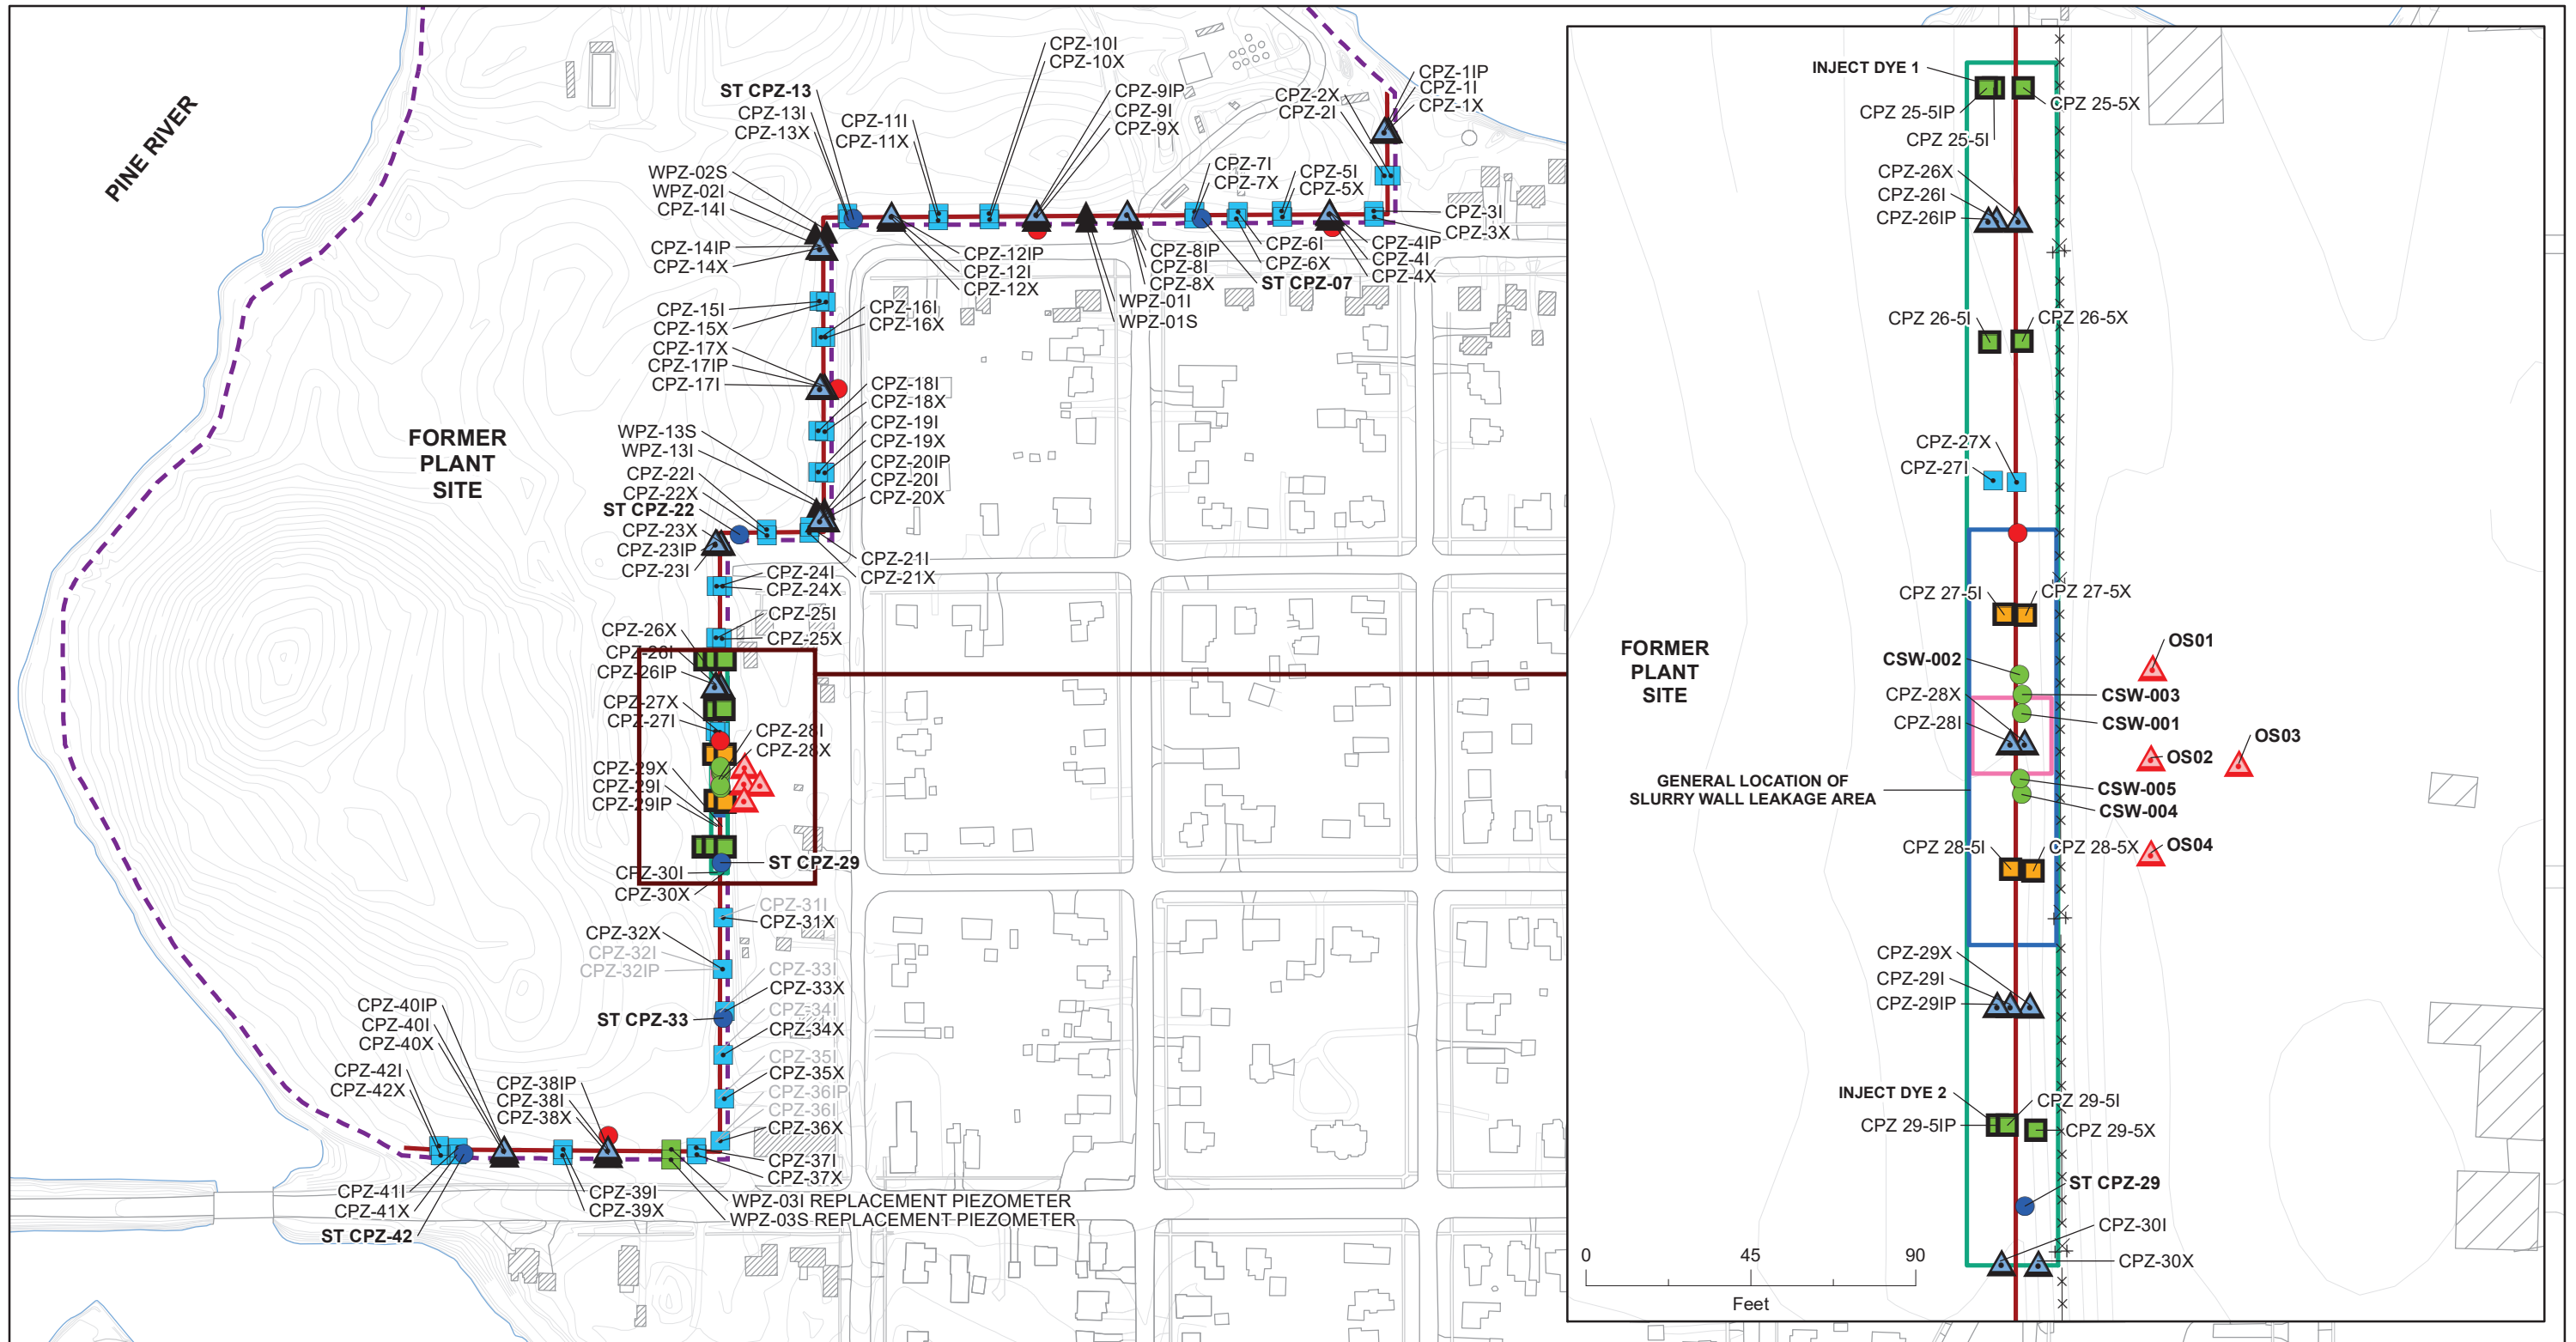 PINE RIVER
FORMER
PLANT
SITE
ST CPZ-13
CPZ-13I
CPZ-13X
CPZ-11I
CPZ-11X
CPZ-10I
CPZ-10X
CPZ-9IP
CPZ-9I
CPZ-9X
CPZ-2X
CPZ-2I
CPZ-1IP
CPZ-1I
CPZ-1X
WPZ-02S
WPZ-02I
CPZ-14I
CPZ-14IP
CPZ-14X
CPZ-7I
CPZ-7X
CPZ-5I
CPZ-5X
CPZ-3I
CPZ-3X
CPZ-12IP
CPZ-12I
CPZ-12X
CPZ-8IP
CPZ-8I
CPZ-8X
CPZ-6I
CPZ-6X
ST CPZ-07
CPZ-4IP
CPZ-4I
CPZ-4X
WPZ-01I
WPZ-01S
CPZ-15I
CPZ-15X
CPZ-16I
CPZ-16X
CPZ-17X
CPZ-17IP
CPZ-17I
CPZ-18I
CPZ-18X
CPZ-19I
CPZ-19X
CPZ-20IP
CPZ-20I
CPZ-20X
WPZ-13S
WPZ-13I
CPZ-22I
CPZ-22X
ST CPZ-22
CPZ-23X
CPZ-23IP
CPZ-23I
CPZ-21I
CPZ-21X
CPZ-24I
CPZ-24X
CPZ-25I
CPZ-25X
CPZ-26X
CPZ-26I
CPZ-26IP
CPZ-27X
CPZ-27I
CPZ-28I
CPZ-28X
CPZ-29X
CPZ-29I
CPZ-29IP
ST CPZ-29
CPZ-30I
CPZ-30X
CPZ-31I
CPZ-31X
CPZ-32X
CPZ-32I
CPZ-32IP
CPZ-33I
CPZ-33X
ST CPZ-33
CPZ-34I
CPZ-34X
CPZ-35I
CPZ-35X
CPZ-36IP
CPZ-36I
CPZ-36X
CPZ-40IP
CPZ-40I
CPZ-40X
CPZ-42I
CPZ-42X
CPZ-38IP
CPZ-38I
CPZ-38X
CPZ-37I
CPZ-37X
CPZ-41I
CPZ-41X
ST CPZ-42
CPZ-39I
CPZ-39X
WPZ-03I REPLACEMENT PIEZOMETER
WPZ-03S REPLACEMENT PIEZOMETER
INJECT DYE 1
CPZ 25-5IP
CPZ 25-5I
CPZ 25-5X
CPZ-26X
CPZ-26I
CPZ-26IP
CPZ 26-5I
CPZ 26-5X
CPZ-27X
CPZ-27I
CPZ 27-5I
CPZ 27-5X
FORMER
PLANT
SITE
CSW-002
CPZ-28X
CPZ-28I
CSW-003
CSW-001
OS01
OS02
OS03
GENERAL LOCATION OF
SLURRY WALL LEAKAGE AREA
CSW-005
CSW-004
CPZ 28-5I
CPZ 28-5X
OS04
CPZ-29X
CPZ-29I
CPZ-29IP
INJECT DYE 2
CPZ 29-5IP
CPZ 29-5I
CPZ 29-5X
ST CPZ-29
CPZ-30I
CPZ-30X
0 45 90
Feet